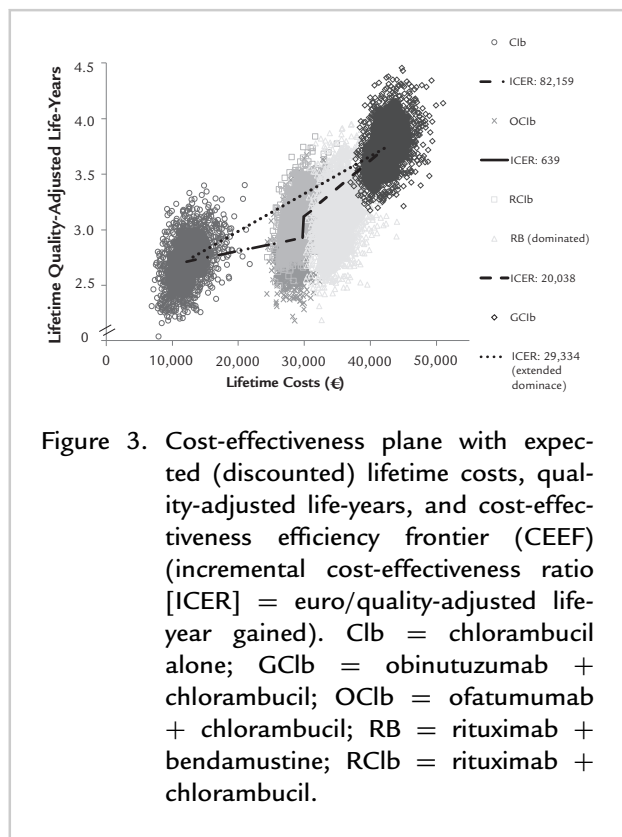 Lifetime Quality-Adjusted Life-Years
4.5
4.0
3.5
3.0
2.5
0
0
10,000
20,000
30,000
40,000
50,000
Lifetime Costs (€)
Clb
ICER: 82,159
OClb
ICER: 639
RClb
RB (dominated)
ICER: 20,038
GClb
ICER: 29,334
(extended
dominace)
Figure 3. Cost-effectiveness plane with expec-
ted (discounted) lifetime costs, qual-
ity-adjusted life-years, and cost-effec-
tiveness efficiency frontier (CEEF)
(incremental cost-effectiveness ratio
[ICER] = euro/quality-adjusted life-
year gained). Clb = chlorambucil
alone; GClb = obinutuzumab +
chlorambucil; OClb = ofatumumab
+ chlorambucil; RB = rituximab +
bendamustine; RClb = rituximab +
chlorambucil.